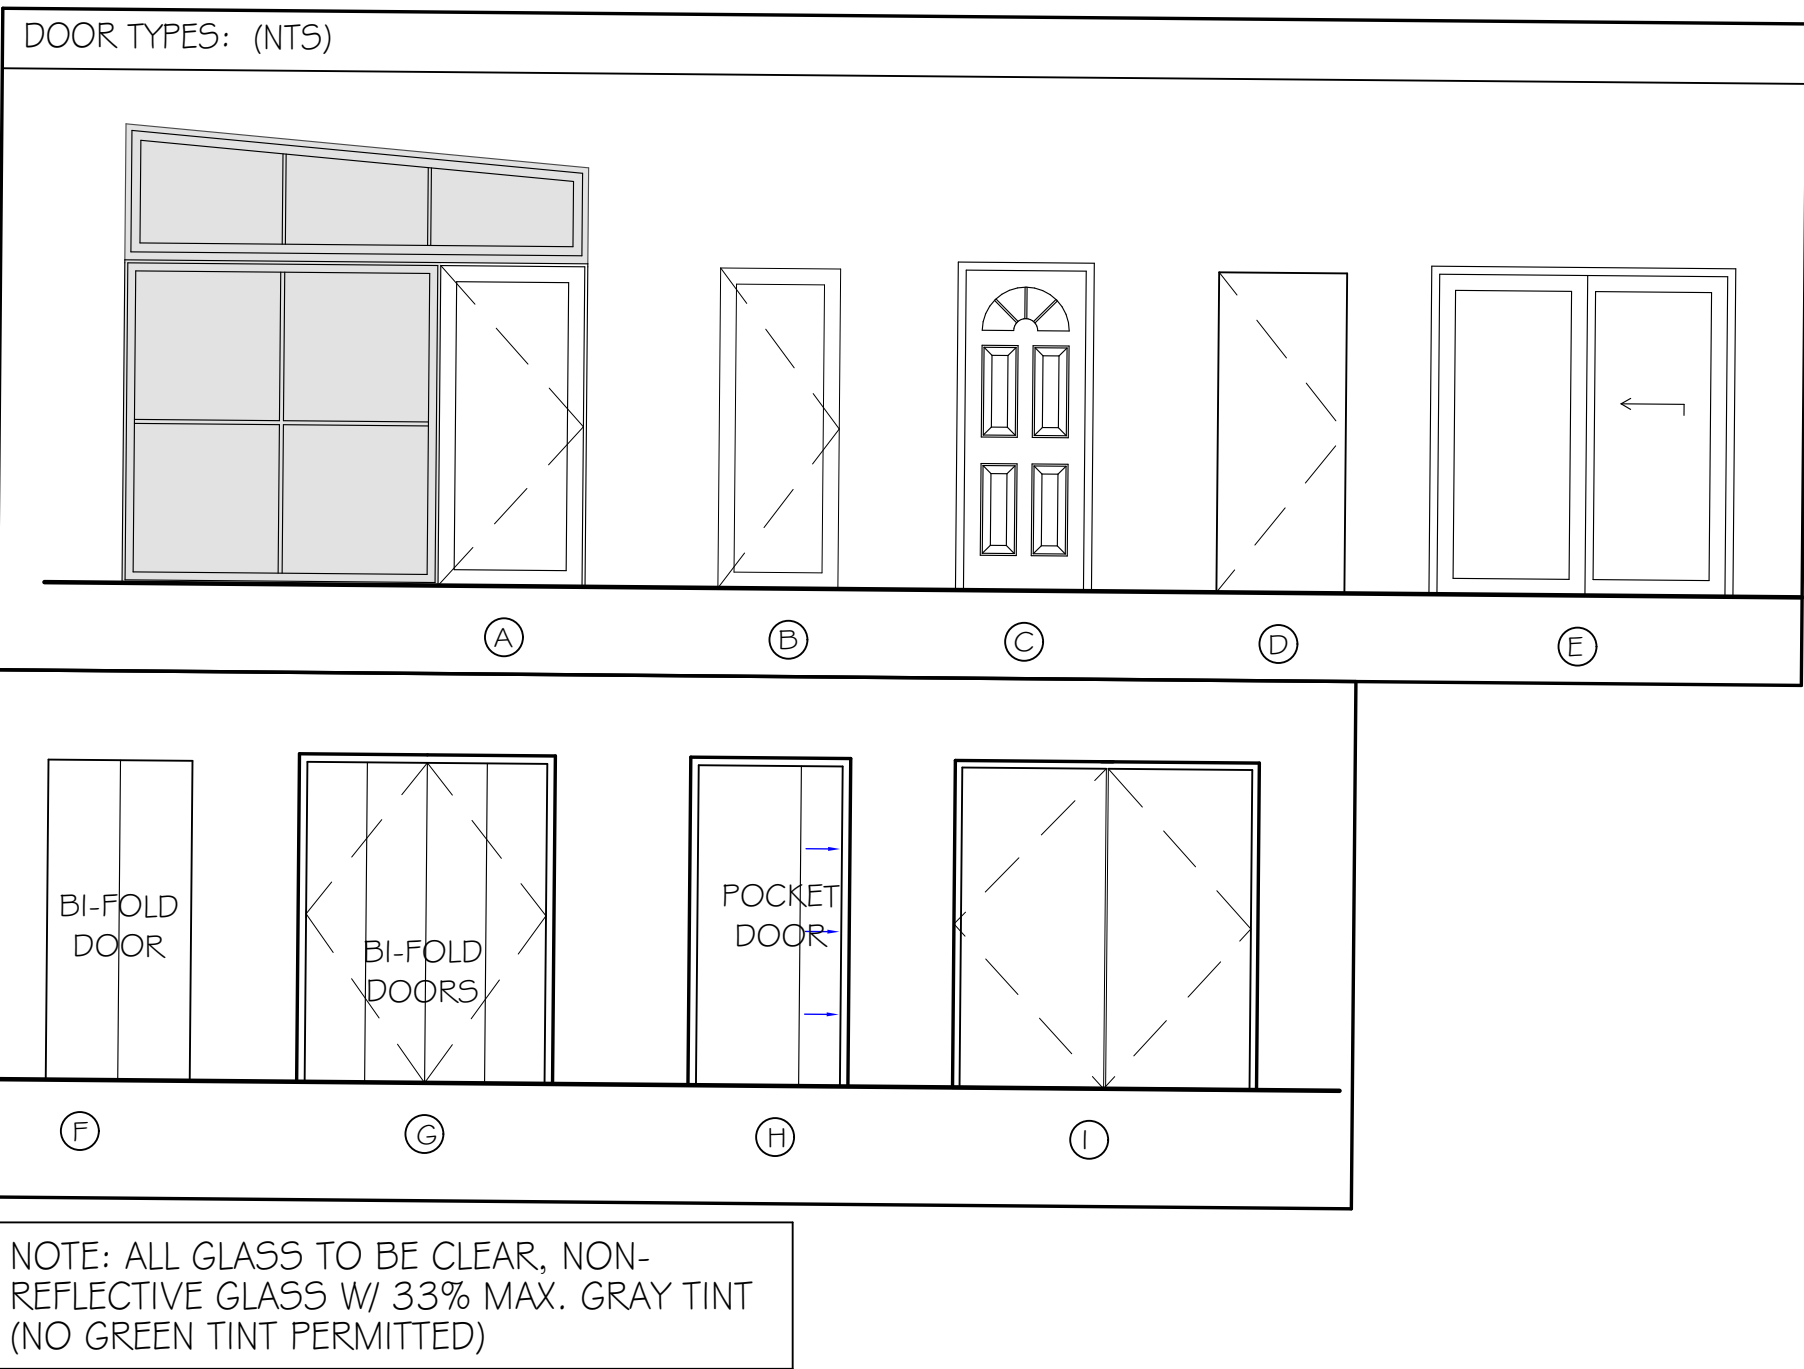 DOOR TYPES: (NTS)
A B C D E
BI-FOLD
DOOR
BI-FOLD
DOORS
POCKET
DOOR
F G H I
NOTE: ALL GLASS TO BE CLEAR, NON-
REFLECTIVE GLASS W/ 33% MAX. GRAY TINT
(NO GREEN TINT PERMITTED)